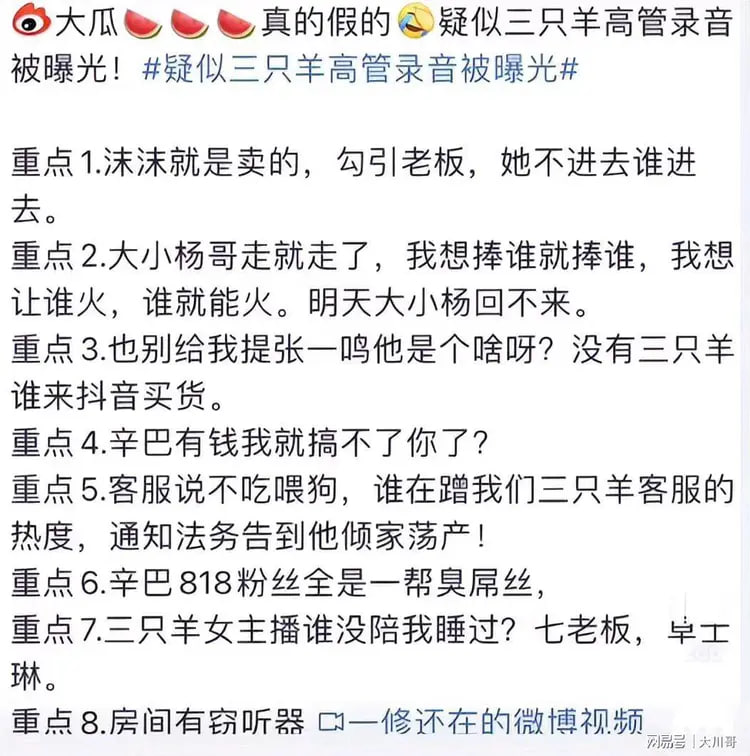 大瓜🍉🍉🍉真的假的🤣疑似三只羊高管录音
被曝光！#疑似三只羊高管录音被曝光#
重点1.沫沫就是卖的，勾引老板，她不进去谁进
去。
重点2.大小杨哥走就走了，我想捧谁就捧谁，我想
让谁火，谁就能火。明天大小杨回不来。
重点3.也别给我提张一鸣他是个啥呀？没有三只羊
谁来抖音买货。
重点4.辛巴有钱我就搞不了你了？
重点5.客服说不吃喂狗，谁在蹭我们三只羊客服的
热度，通知法务告到他倾家荡产！
重点6.辛巴818粉丝全是一帮臭屌丝，
重点7.三只羊女主播谁没陪我睡过？七老板，卓士
琳。
重点8.房间有窃听器 一修还在的微博视频
网易号 | 大川哥